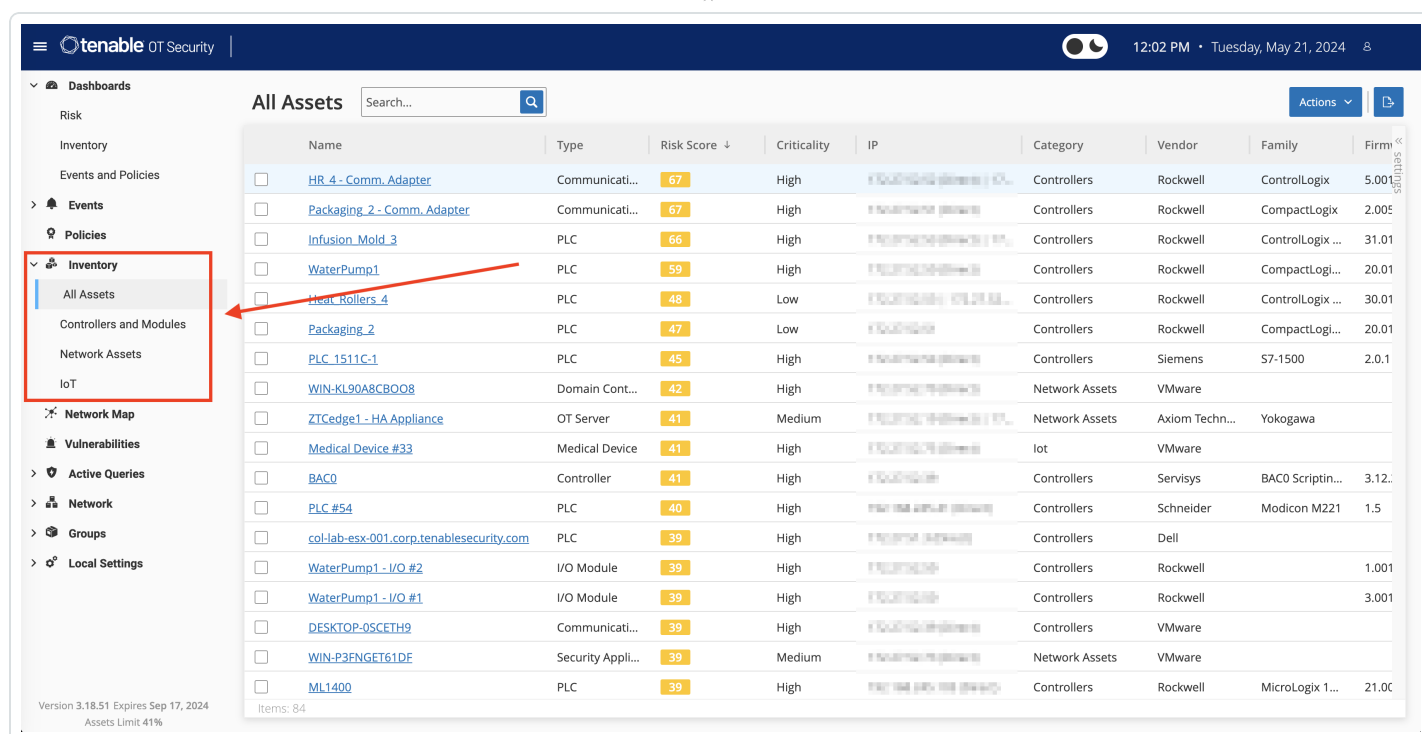 tenable OT Security
12:02 PM • Tuesday, May 21, 2024
Dashboards
Risk
Inventory
Events and Policies
Events
Policies
Inventory
All Assets
Controllers and Modules
Network Assets
IoT
Network Map
Vulnerabilities
Active Queries
Network
Groups
Local Settings
Version 3.18.51 Expires Sep 17, 2024
Assets Limit 41%
All Assets Search... Actions
Name Type Risk Score ↓ Criticality IP Category Vendor Family Firmw
settings
HR_4 - Comm. Adapter Communicati... 67 High Controllers Rockwell ControlLogix 5.001
Packaging_2 - Comm. Adapter Communicati... 67 High Controllers Rockwell CompactLogix 2.005
Infusion_Mold_3 PLC 66 High Controllers Rockwell ControlLogix ... 31.01
WaterPump1 PLC 59 High Controllers Rockwell CompactLogi... 20.01
Heat_Rollers_4 PLC 48 Low Controllers Rockwell ControlLogix ... 30.01
Packaging_2 PLC 47 Low Controllers Rockwell CompactLogi... 20.01
PLC_1511C-1 PLC 45 High Controllers Siemens S7-1500 2.0.1
WIN-KL90A8CBOO8 Domain Cont... 42 High Network Assets VMware
ZTCedge1 - HA Appliance OT Server 41 Medium Network Assets Axiom Techn... Yokogawa
Medical Device #33 Medical Device 41 High Iot VMware
BAC0 Controller 41 High Controllers Servisys BAC0 Scriptin... 3.12.
PLC #54 PLC 40 High Controllers Schneider Modicon M221 1.5
col-lab-esx-001.corp.tenablesecurity.com PLC 39 High Controllers Dell
WaterPump1 - I/O #2 I/O Module 39 High Controllers Rockwell 1.001
WaterPump1 - I/O #1 I/O Module 39 High Controllers Rockwell 3.001
DESKTOP-0SCETH9 Communicati... 39 High Controllers VMware
WIN-P3FNGET61DF Security Appli... 39 Medium Network Assets VMware
ML1400 PLC 39 High Controllers Rockwell MicroLogix 1... 21.00
Items: 84